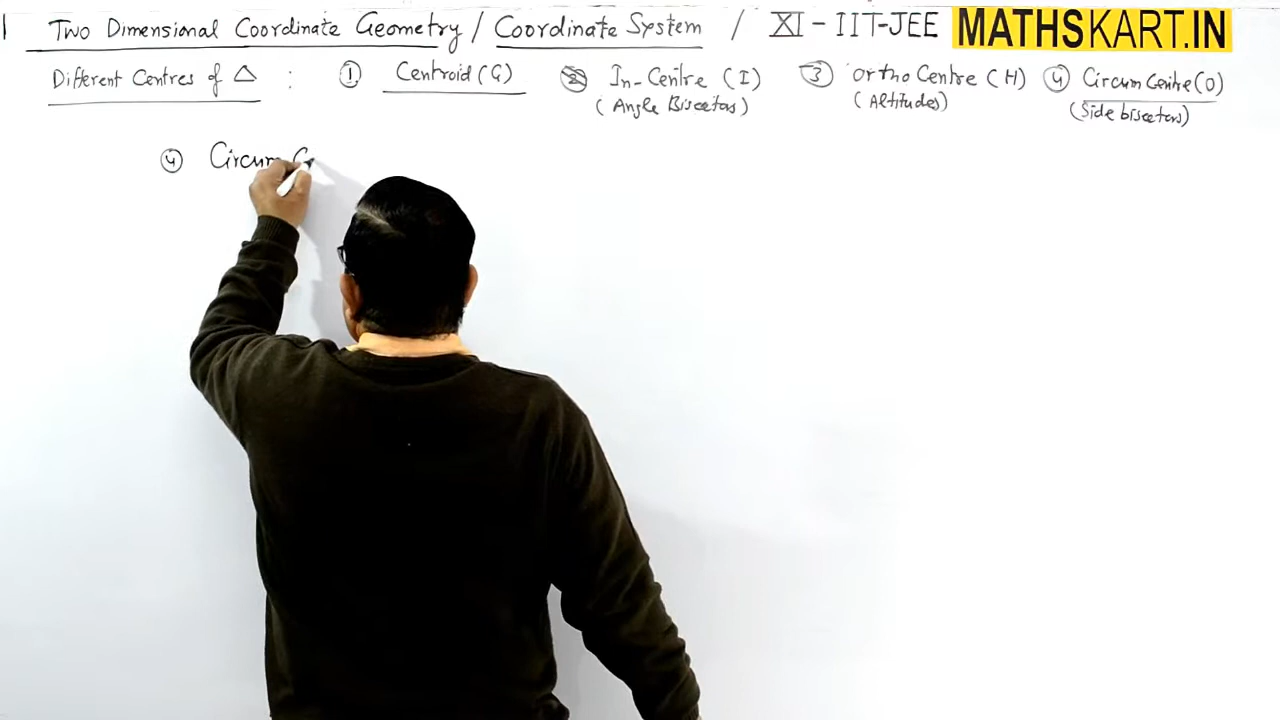 Two Dimensional Coordinate Geometry / Coordinate System / XI - IIT-JEE MATHSKART.IN
Different Centres of △ : ① Centroid (G) ② In-Centre (I) ③ Ortho Centre (H) ④ Circum Centre (O)
(Angle Bisectors) (Altitudes) (Side bisectors)
④ Circum C